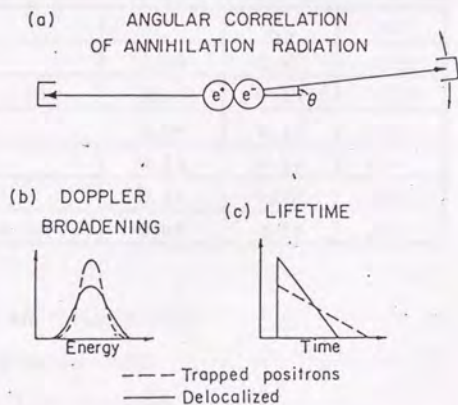 (a) ANGULAR CORRELATION
OF ANNIHILATION RADIATION
e⁺ e⁻
θ
(b) DOPPLER
BROADENING
(c) LIFETIME
Energy
Time
--- Trapped positrons
— Delocalized